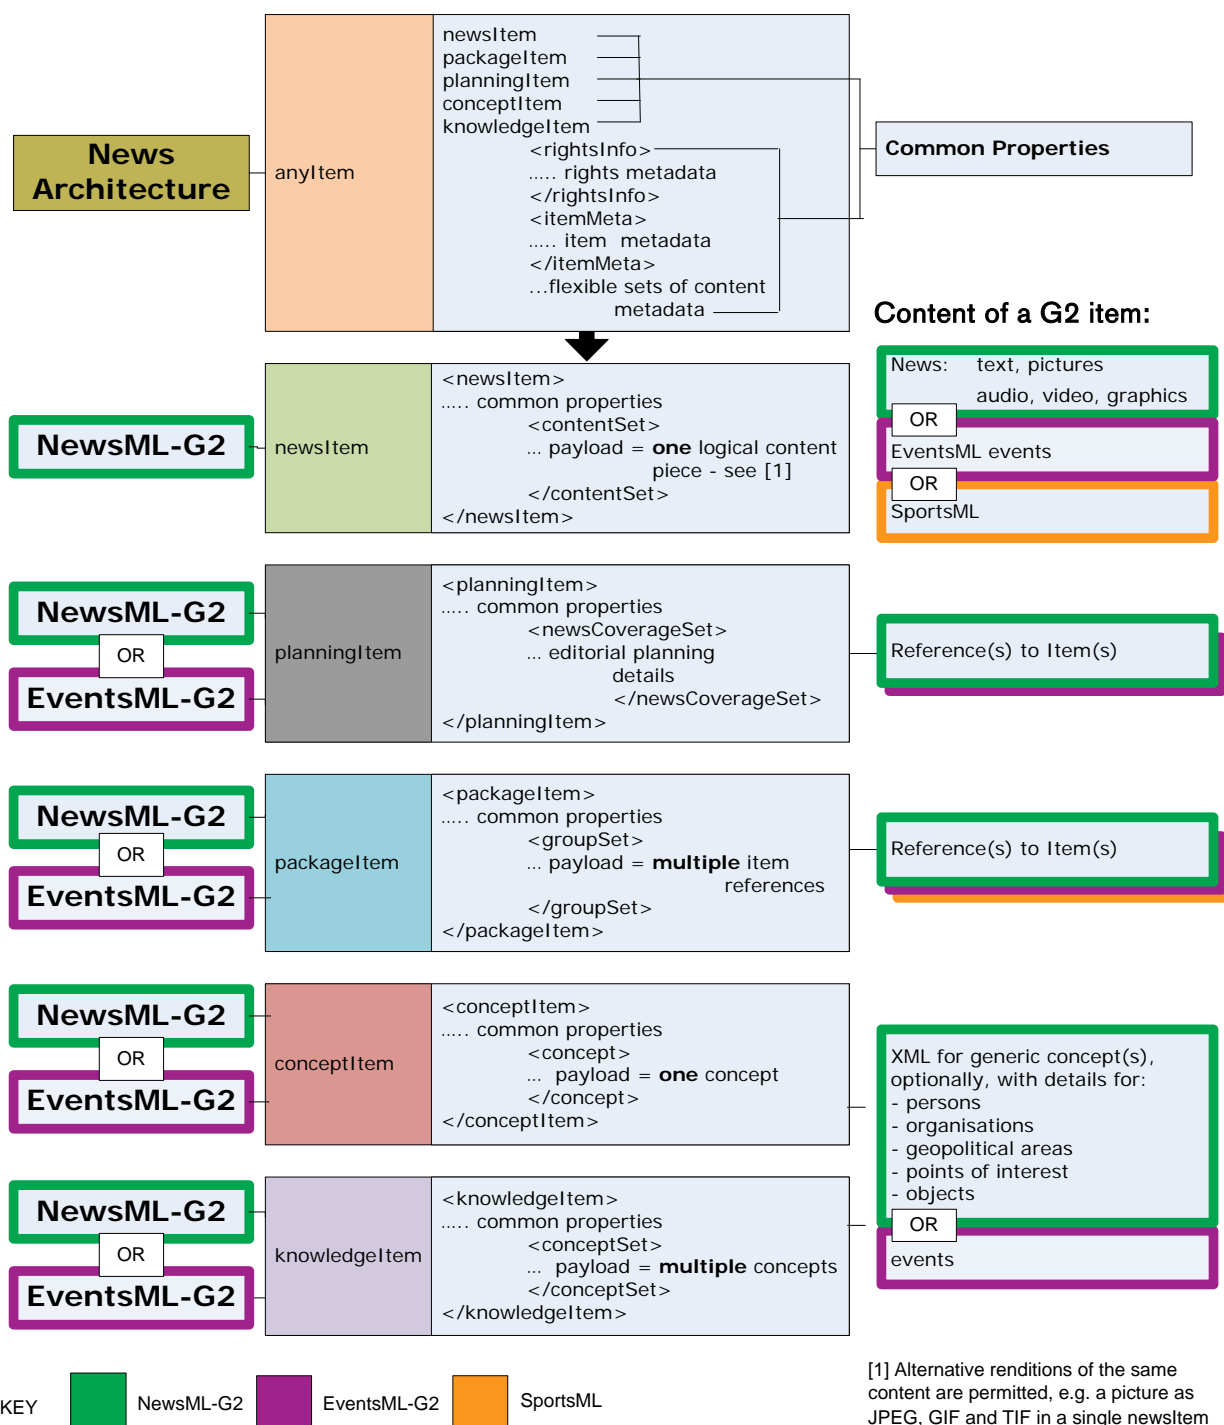 News
Architecture
anyItem
newsItem
packageItem
planningItem
conceptItem
knowledgeItem
<rightsInfo>
..... rights metadata
</rightsInfo>
<itemMeta>
..... item metadata
</itemMeta>
...flexible sets of content
metadata
Common Properties
Content of a G2 item:
NewsML-G2
newsItem
<newsItem>
..... common properties
<contentSet>
... payload = one logical content
piece - see [1]
</contentSet>
</newsItem>
News: text, pictures
audio, video, graphics
OR
EventsML events
OR
SportsML
NewsML-G2
OR
EventsML-G2
planningItem
<planningItem>
..... common properties
<newsCoverageSet>
... editorial planning
details
</newsCoverageSet>
</planningItem>
Reference(s) to Item(s)
NewsML-G2
OR
EventsML-G2
packageItem
<packageItem>
..... common properties
<groupSet>
... payload = multiple item
references
</groupSet>
</packageItem>
Reference(s) to Item(s)
NewsML-G2
OR
EventsML-G2
conceptItem
<conceptItem>
..... common properties
<concept>
... payload = one concept
</concept>
</conceptItem>
XML for generic concept(s),
optionally, with details for:
- persons
- organisations
- geopolitical areas
- points of interest
- objects
OR
events
NewsML-G2
OR
EventsML-G2
knowledgeItem
<knowledgeItem>
..... common properties
<conceptSet>
... payload = multiple concepts
</conceptSet>
</knowledgeItem>
KEY
NewsML-G2
EventsML-G2
SportsML
[1] Alternative renditions of the same
content are permitted, e.g. a picture as
JPEG, GIF and TIF in a single newsItem